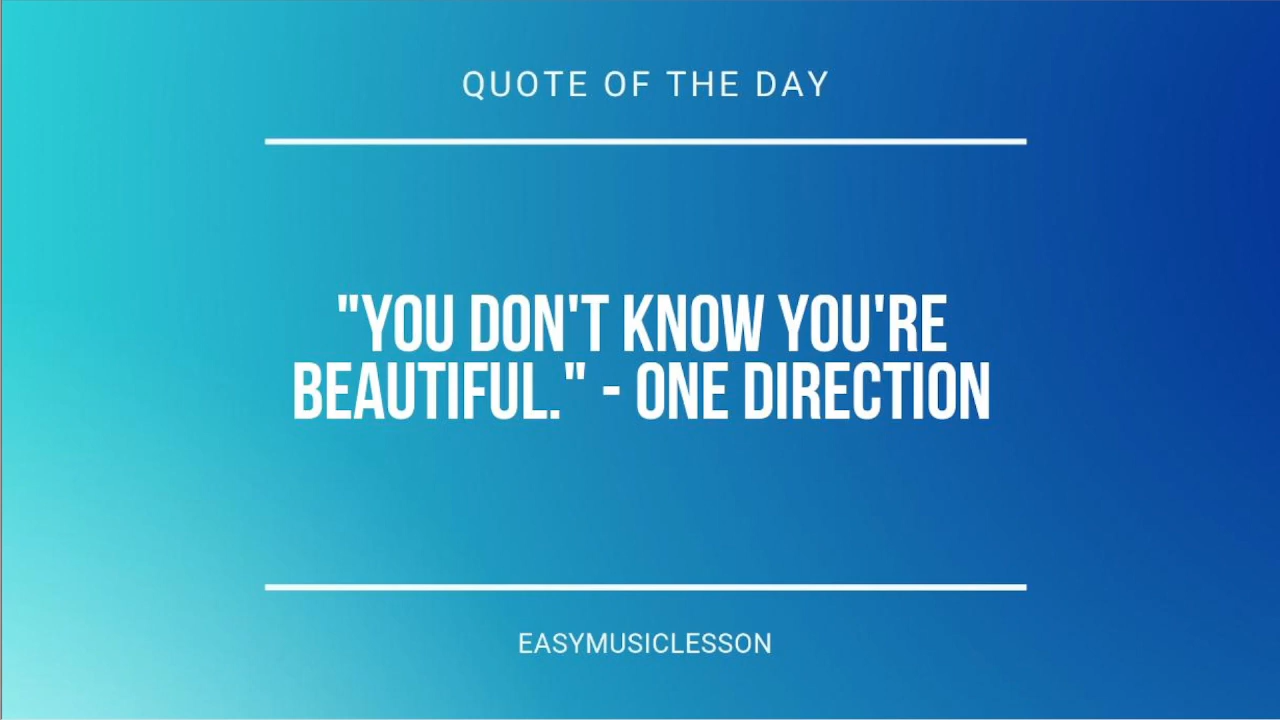 QUOTE OF THE DAY
"YOU DON'T KNOW YOU'RE
BEAUTIFUL." - ONE DIRECTION
EASYMUSICLESSON